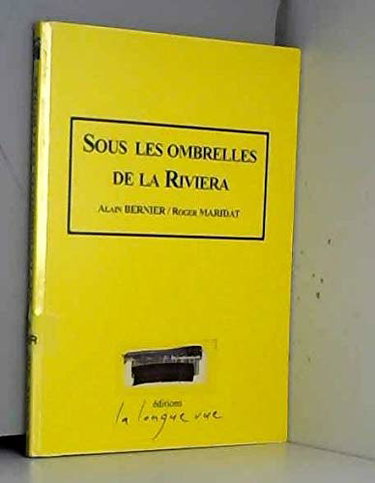 SOUS LES OMBRELLES
DE LA RIVIERA
ALAIN BERNIER / ROGER MARIDAT
éditions
la longue vue